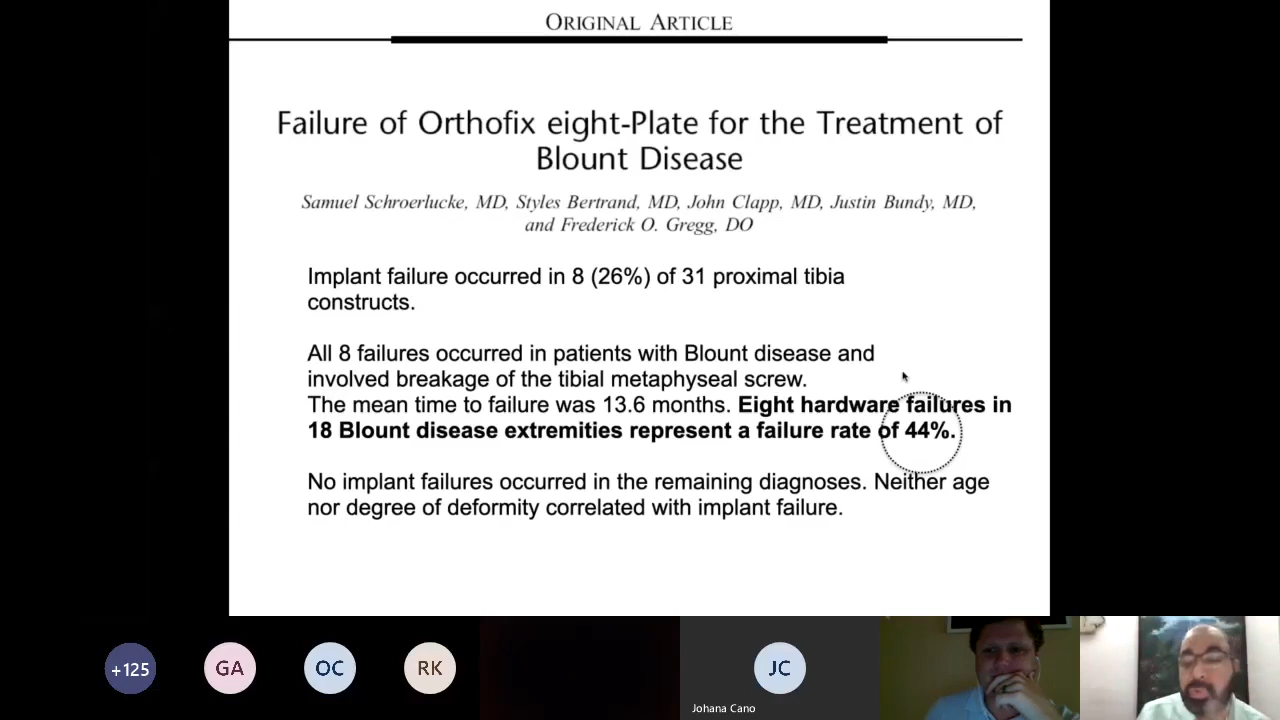 ORIGINAL ARTICLE
Failure of Orthofix eight-Plate for the Treatment of
Blount Disease
Samuel Schroerlucke, MD, Styles Bertrand, MD, John Clapp, MD, Justin Bundy, MD,
and Frederick O. Gregg, DO
Implant failure occurred in 8 (26%) of 31 proximal tibia
constructs.
All 8 failures occurred in patients with Blount disease and
involved breakage of the tibial metaphyseal screw.
The mean time to failure was 13.6 months. Eight hardware failures in
18 Blount disease extremities represent a failure rate of 44%.
No implant failures occurred in the remaining diagnoses. Neither age
nor degree of deformity correlated with implant failure.
+125
GA
OC
RK
JC
Johana Cano